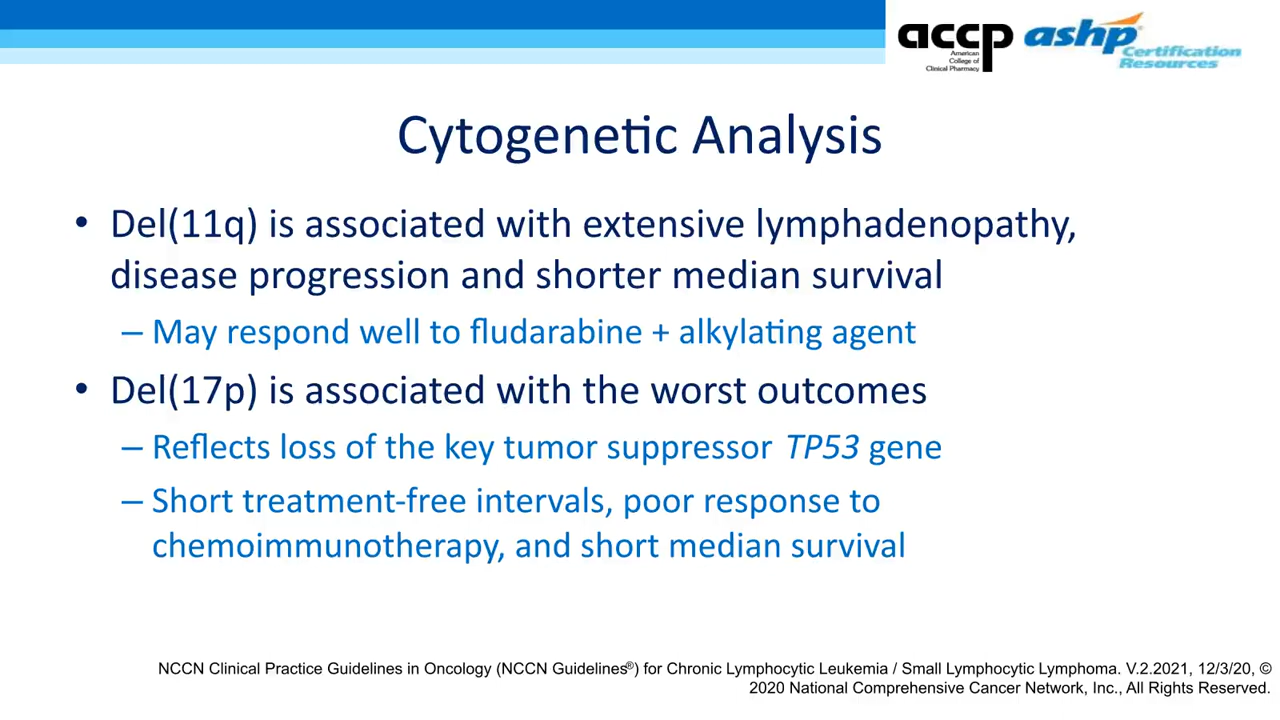 accp
American
College of
Clinical Pharmacy
ashp
Certification
Resources
Cytogenetic Analysis
• Del(11q) is associated with extensive lymphadenopathy,
disease progression and shorter median survival
– May respond well to fludarabine + alkylating agent
• Del(17p) is associated with the worst outcomes
– Reflects loss of the key tumor suppressor TP53 gene
– Short treatment-free intervals, poor response to
chemoimmunotherapy, and short median survival
NCCN Clinical Practice Guidelines in Oncology (NCCN Guidelines®) for Chronic Lymphocytic Leukemia / Small Lymphocytic Lymphoma. V.2.2021, 12/3/20, ©
2020 National Comprehensive Cancer Network, Inc., All Rights Reserved.